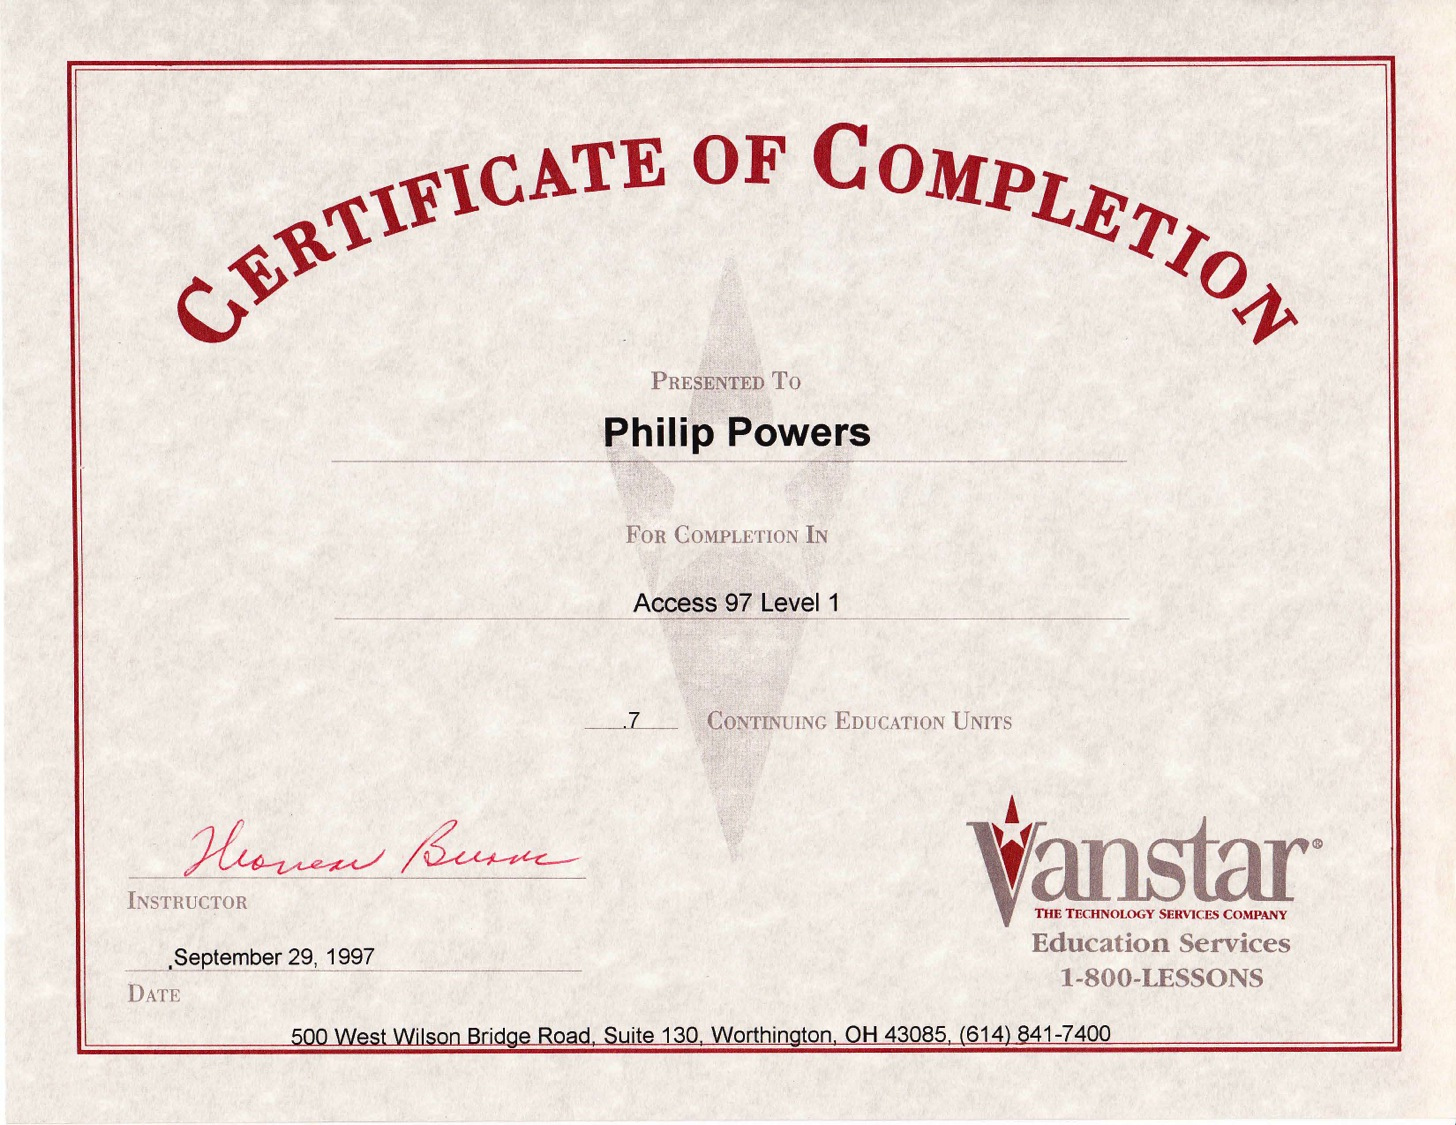 CERTIFICATE OF COMPLETION
PRESENTED TO
Philip Powers
FOR COMPLETION IN
Access 97 Level 1
.7 CONTINUING EDUCATION UNITS
INSTRUCTOR
September 29, 1997
DATE
Vanstar®
THE TECHNOLOGY SERVICES COMPANY
Education Services
1-800-LESSONS
500 West Wilson Bridge Road, Suite 130, Worthington, OH 43085, (614) 841-7400